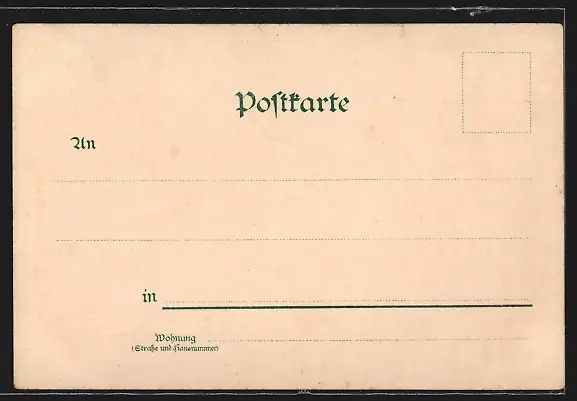 Postkarte
An
in
Wohnung
(Straße und Hausnummer)